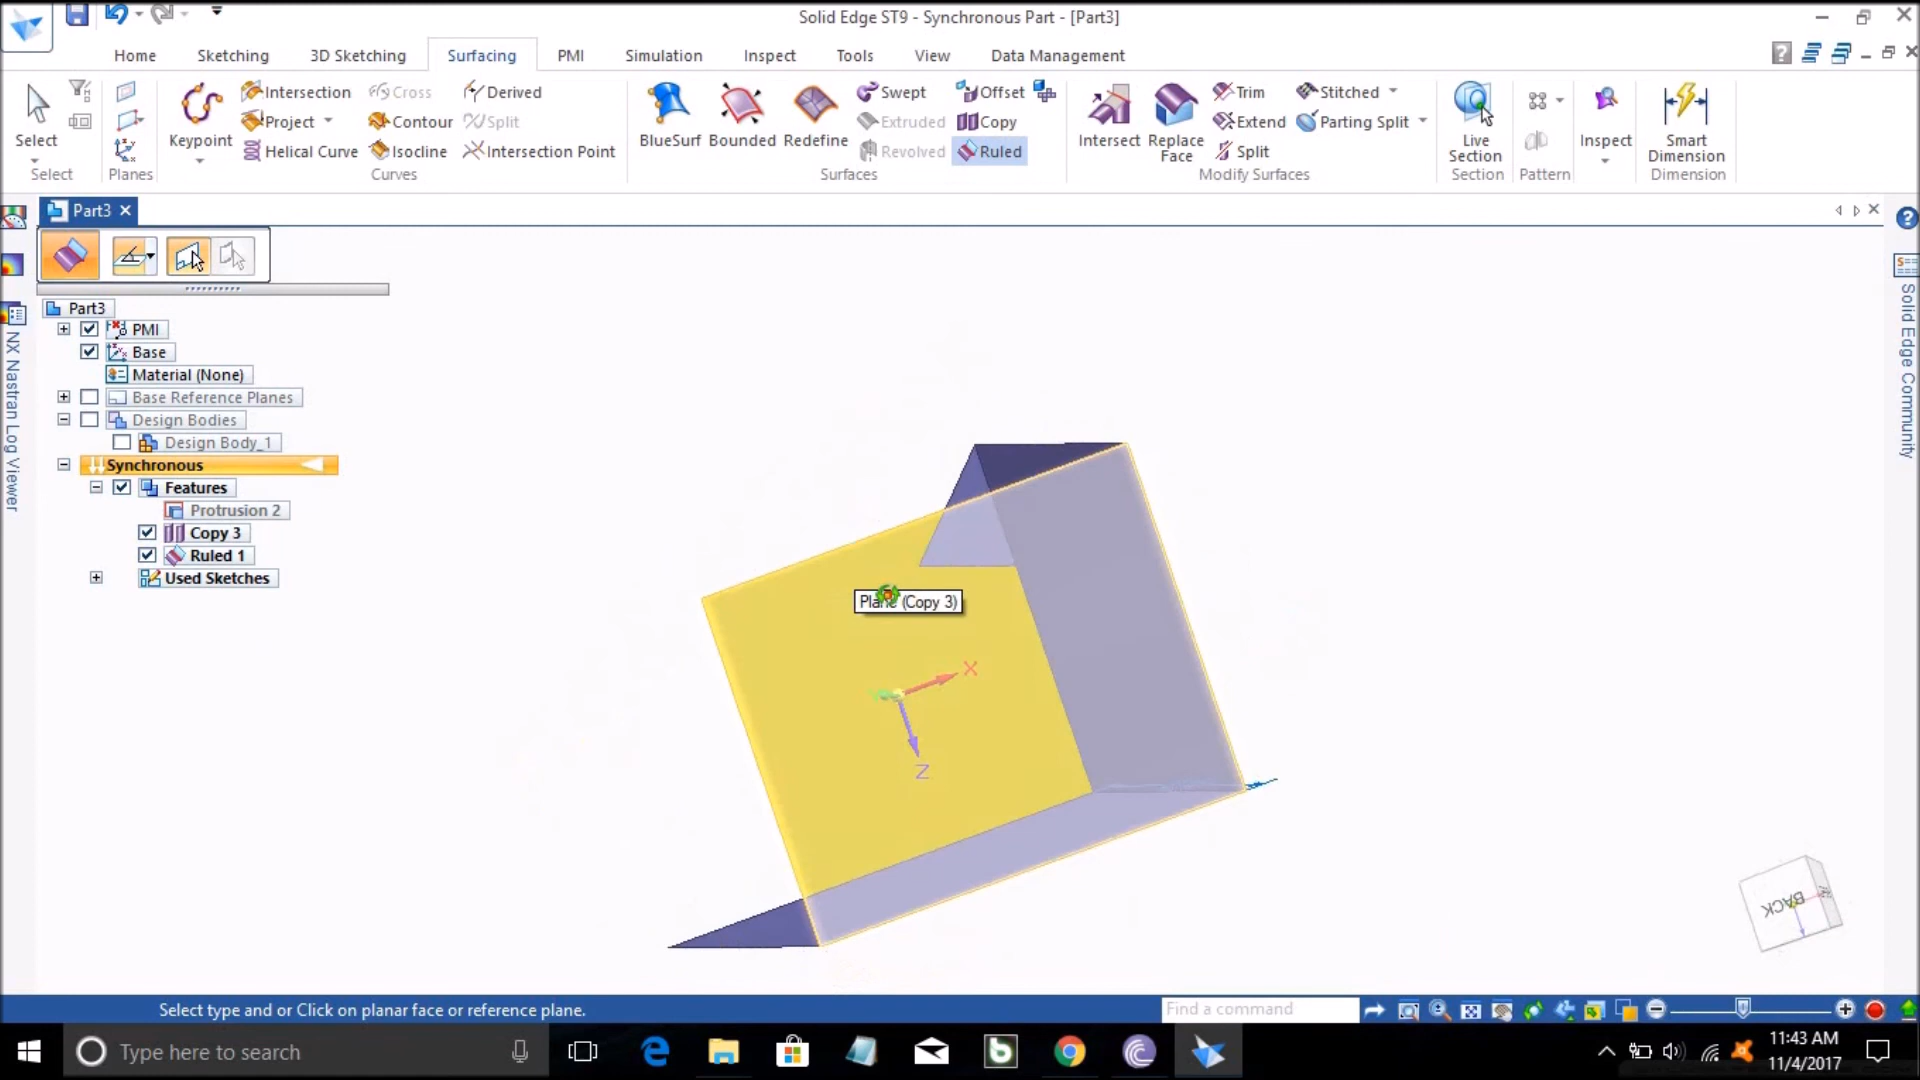 Solid Edge ST9 - Synchronous Part - [Part3]
Home Sketching 3D Sketching Surfacing PMI Simulation Inspect Tools View Data Management
Select
Select
Planes
Keypoint
Intersection Cross Derived
Project Contour Split
Helical Curve Isocline Intersection Point
Curves
BlueSurf Bounded Redefine
Swept Offset
Extruded Copy
Revolved Ruled
Surfaces
Intersect Replace Face
Trim Stitched
Extend Parting Split
Split
Modify Surfaces
Live Section
Section
Pattern
Inspect
Smart Dimension
Dimension
Part3
Part3
PMI
Base
Material (None)
Base Reference Planes
Design Bodies
Design Body_1
Synchronous
Features
Protrusion 2
Copy 3
Ruled 1
Used Sketches
NX Nastran Log Viewer
Solid Edge Community
Plane (Copy 3)
X
Z
BACK
Select type and or Click on planar face or reference plane.
Find a command
Type here to search
11:43 AM
11/4/2017